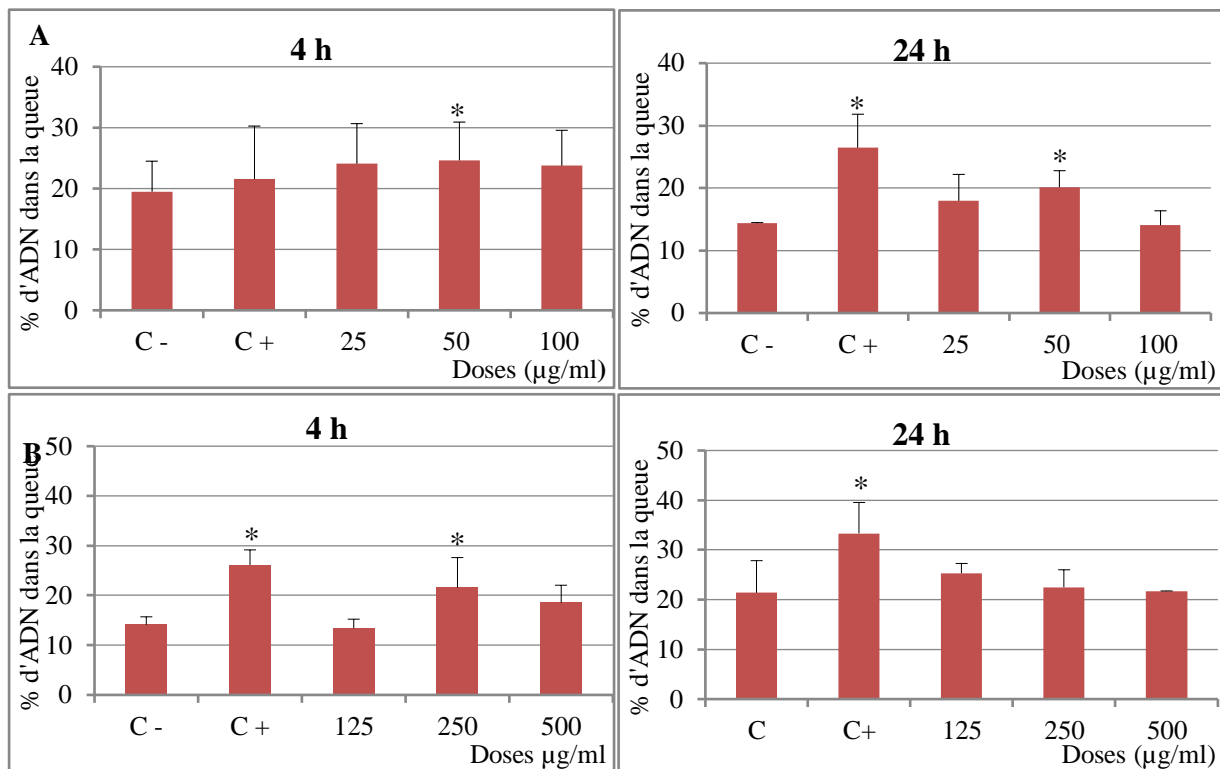 A
4 h
% d'ADN dans la queue
40
30
20
10
0
*
C - C + 25 50 100
Doses (µg/ml)
24 h
% d'ADN dans la queue
40
30
20
10
0
*
*
C - C + 25 50 100
Doses (µg/ml)
B
4 h
% d'ADN dans la queue
50
40
30
20
10
0
* *
C - C + 125 250 500
Doses µg/ml
24 h
% d'ADN dans la queue
50
40
30
20
10
0
*
C C+ 125 250 500
Doses (µg/ml)